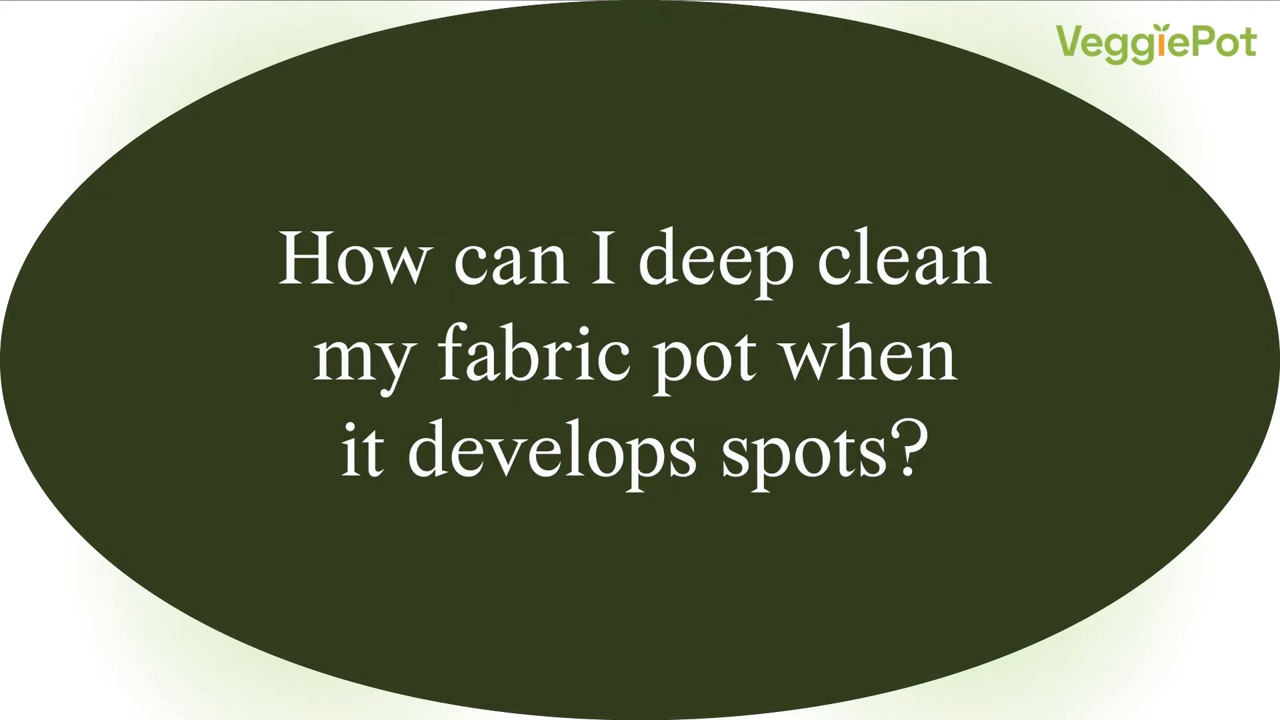 VeggiePot
How can I deep clean
my fabric pot when
it develops spots?